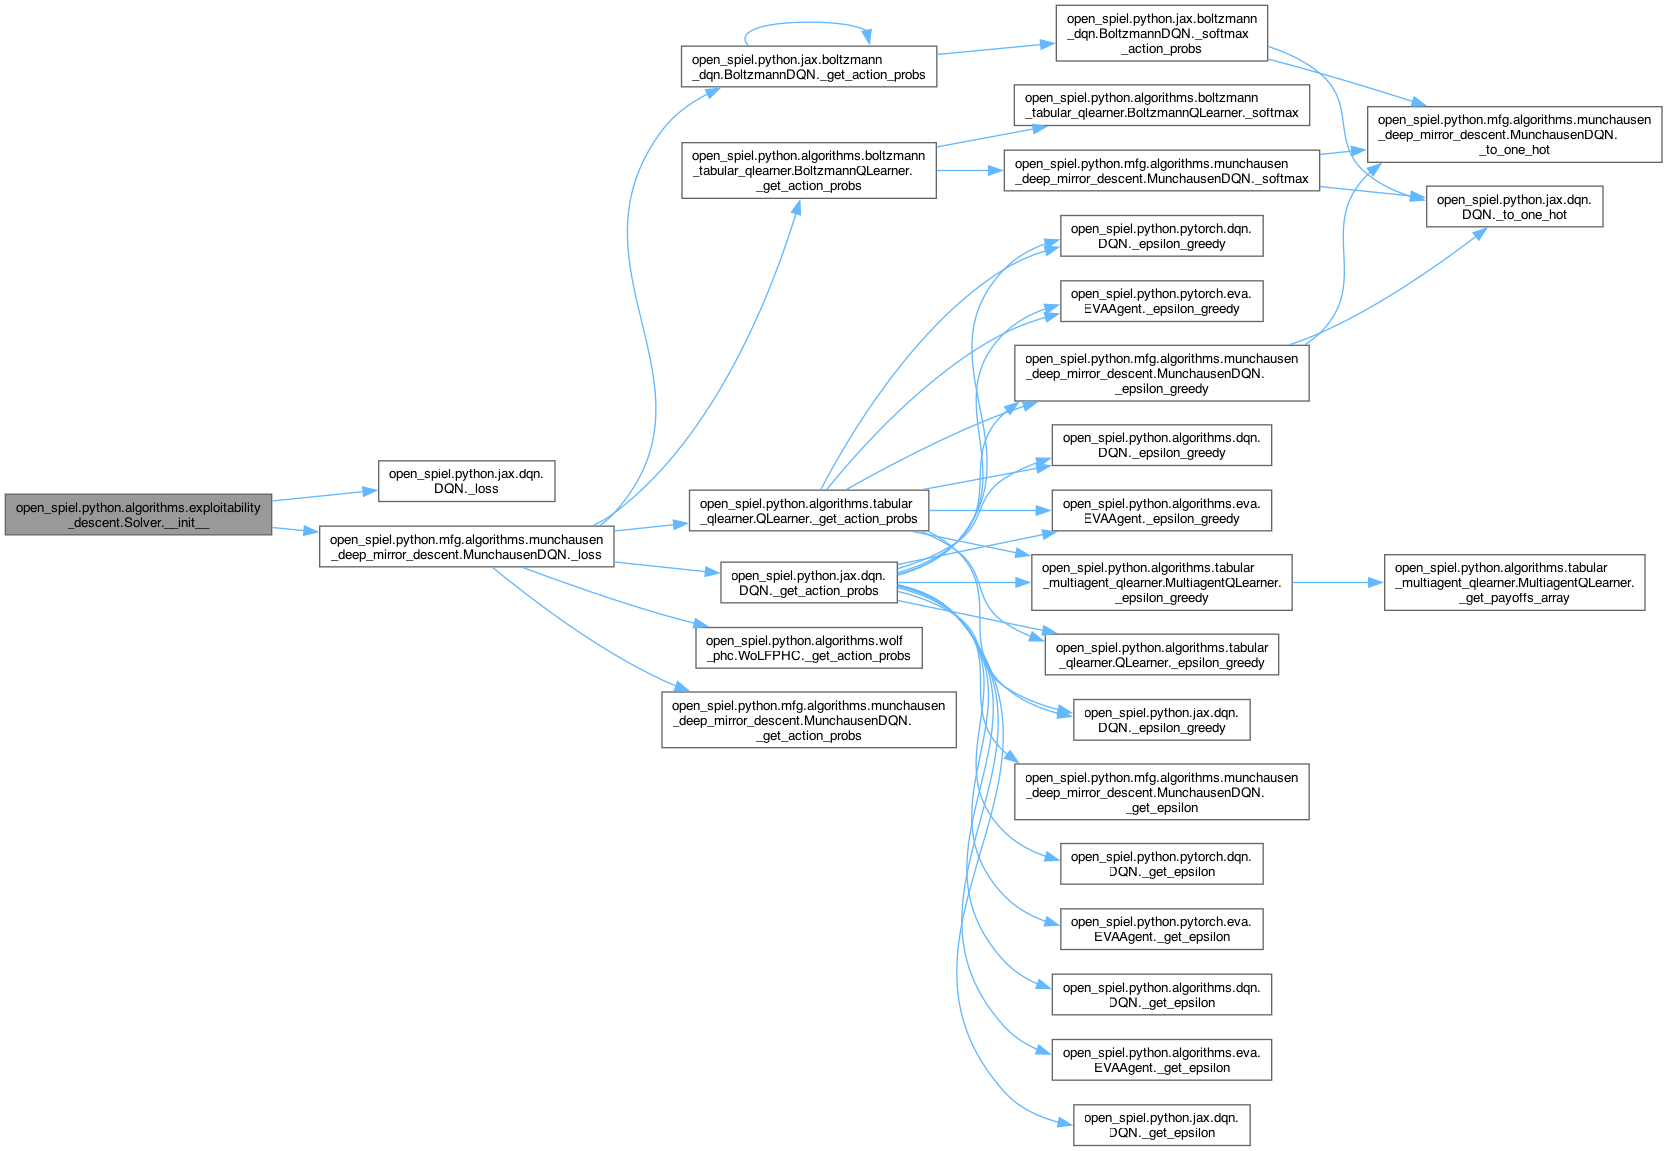 open_spiel.python.algorithms.exploitability
_descent.Solver.__init__
open_spiel.python.jax.dqn.
DQN._loss
open_spiel.python.mfg.algorithms.munchausen
_deep_mirror_descent.MunchausenDQN._loss
open_spiel.python.jax.boltzmann
_dqn.BoltzmannDQN._get_action_probs
open_spiel.python.algorithms.boltzmann
_tabular_qlearner.BoltzmannQLearner.
_get_action_probs
open_spiel.python.algorithms.tabular
_qlearner.QLearner._get_action_probs
open_spiel.python.jax.dqn.
DQN._get_action_probs
open_spiel.python.algorithms.wolf
_phc.WoLFPHC._get_action_probs
open_spiel.python.mfg.algorithms.munchausen
_deep_mirror_descent.MunchausenDQN.
_get_action_probs
open_spiel.python.jax.boltzmann
_dqn.BoltzmannDQN._softmax
_action_probs
open_spiel.python.algorithms.boltzmann
_tabular_qlearner.BoltzmannQLearner._softmax
open_spiel.python.mfg.algorithms.munchausen
_deep_mirror_descent.MunchausenDQN._softmax
open_spiel.python.pytorch.dqn.
DQN._epsilon_greedy
open_spiel.python.pytorch.eva.
EVAAgent._epsilon_greedy
open_spiel.python.mfg.algorithms.munchausen
_deep_mirror_descent.MunchausenDQN.
_epsilon_greedy
open_spiel.python.algorithms.dqn.
DQN._epsilon_greedy
open_spiel.python.algorithms.eva.
EVAAgent._epsilon_greedy
open_spiel.python.algorithms.tabular
_multiagent_qlearner.MultiagentQLearner.
_epsilon_greedy
open_spiel.python.algorithms.tabular
_qlearner.QLearner._epsilon_greedy
open_spiel.python.jax.dqn.
DQN._epsilon_greedy
open_spiel.python.mfg.algorithms.munchausen
_deep_mirror_descent.MunchausenDQN.
_get_epsilon
open_spiel.python.pytorch.dqn.
DQN._get_epsilon
open_spiel.python.pytorch.eva.
EVAAgent._get_epsilon
open_spiel.python.algorithms.dqn.
DQN._get_epsilon
open_spiel.python.algorithms.eva.
EVAAgent._get_epsilon
open_spiel.python.jax.dqn.
DQN._get_epsilon
open_spiel.python.mfg.algorithms.munchausen
_deep_mirror_descent.MunchausenDQN.
_to_one_hot
open_spiel.python.jax.dqn.
DQN._to_one_hot
open_spiel.python.algorithms.tabular
_multiagent_qlearner.MultiagentQLearner.
_get_payoffs_array